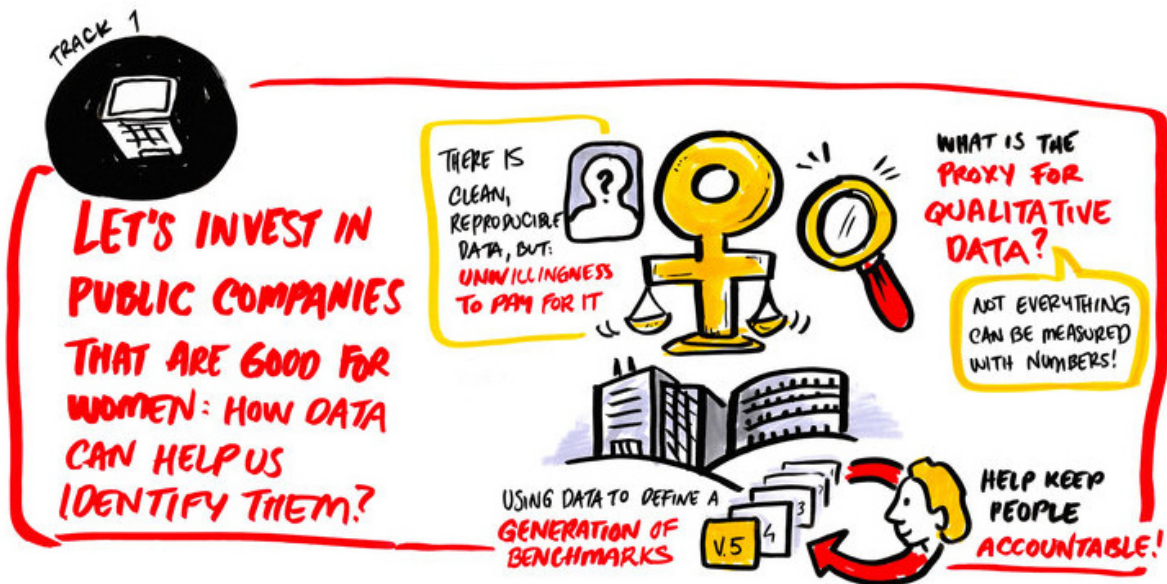 TRACK 1
LET'S INVEST IN
PUBLIC COMPANIES
THAT ARE GOOD FOR
WOMEN: HOW DATA
CAN HELP US
IDENTIFY THEM?
THERE IS
CLEAN,
REPRODUCIBLE
DATA, BUT:
UNWILLINGNESS
TO PAY FOR IT
?
WHAT IS THE
PROXY FOR
QUALITATIVE
DATA?
NOT EVERYTHING
CAN BE MEASURED
WITH NUMBERS!
USING DATA TO DEFINE A
GENERATION OF
BENCHMARKS
V.5
4
3
2
1
HELP KEEP
PEOPLE
ACCOUNTABLE!